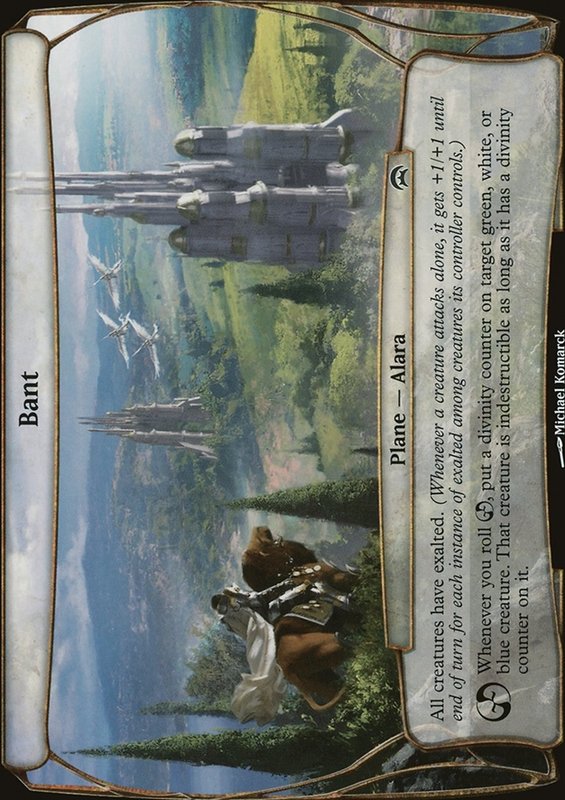 Bant
Plane — Alara
All creatures have exalted. (Whenever a creature attacks alone, it gets +1/+1 until
end of turn for each instance of exalted among creatures its controller controls.)
Whenever you roll , put a divinity counter on target green, white, or
blue creature. That creature is indestructible as long as it has a divinity
counter on it.
Michael Komarck